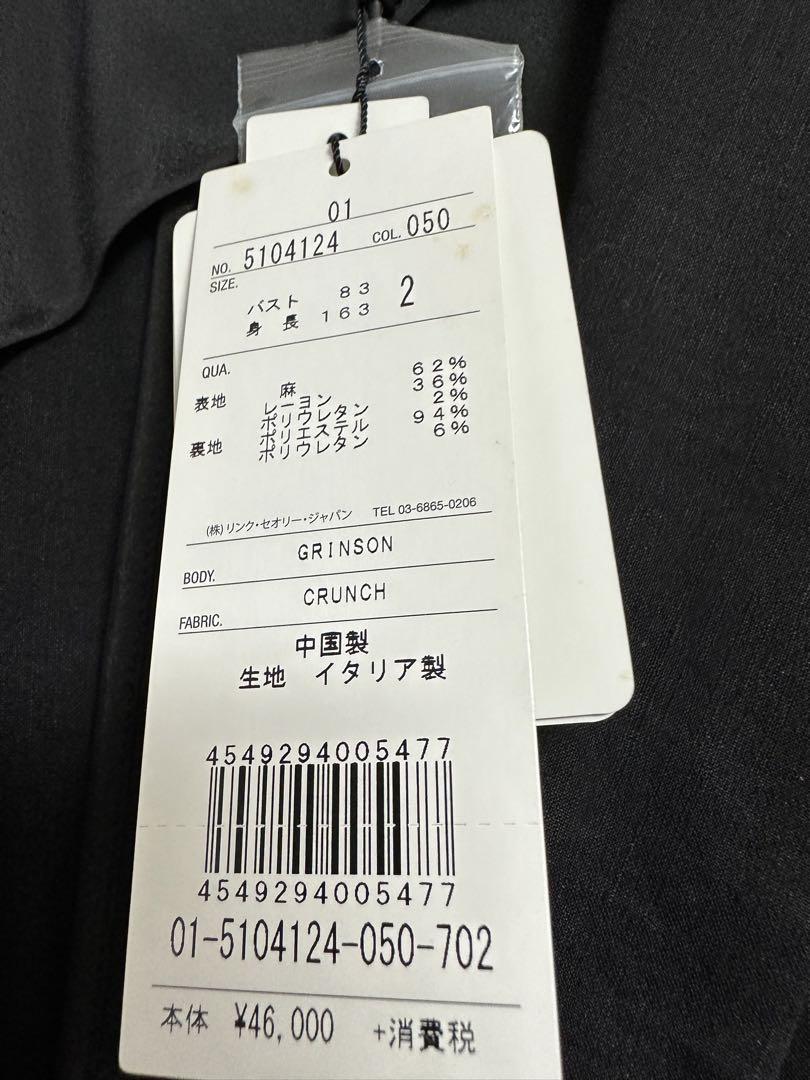 01
NO. 5104124 COL. 050
SIZE.
バスト 83 2
身 長 163
QUA.
表地 麻 62%
レーヨン 36%
ポリウレタン 2%
裏地 ポリエステル 94%
ポリウレタン 6%
(株)リンク・セオリー・ジャパン TEL 03-6865-0206
BODY. GRINSON
FABRIC. CRUNCH
中国製
生地 イタリア製
4549294005477
4549294005477
01-5104124-050-702
本体 ¥46,000 +消費税